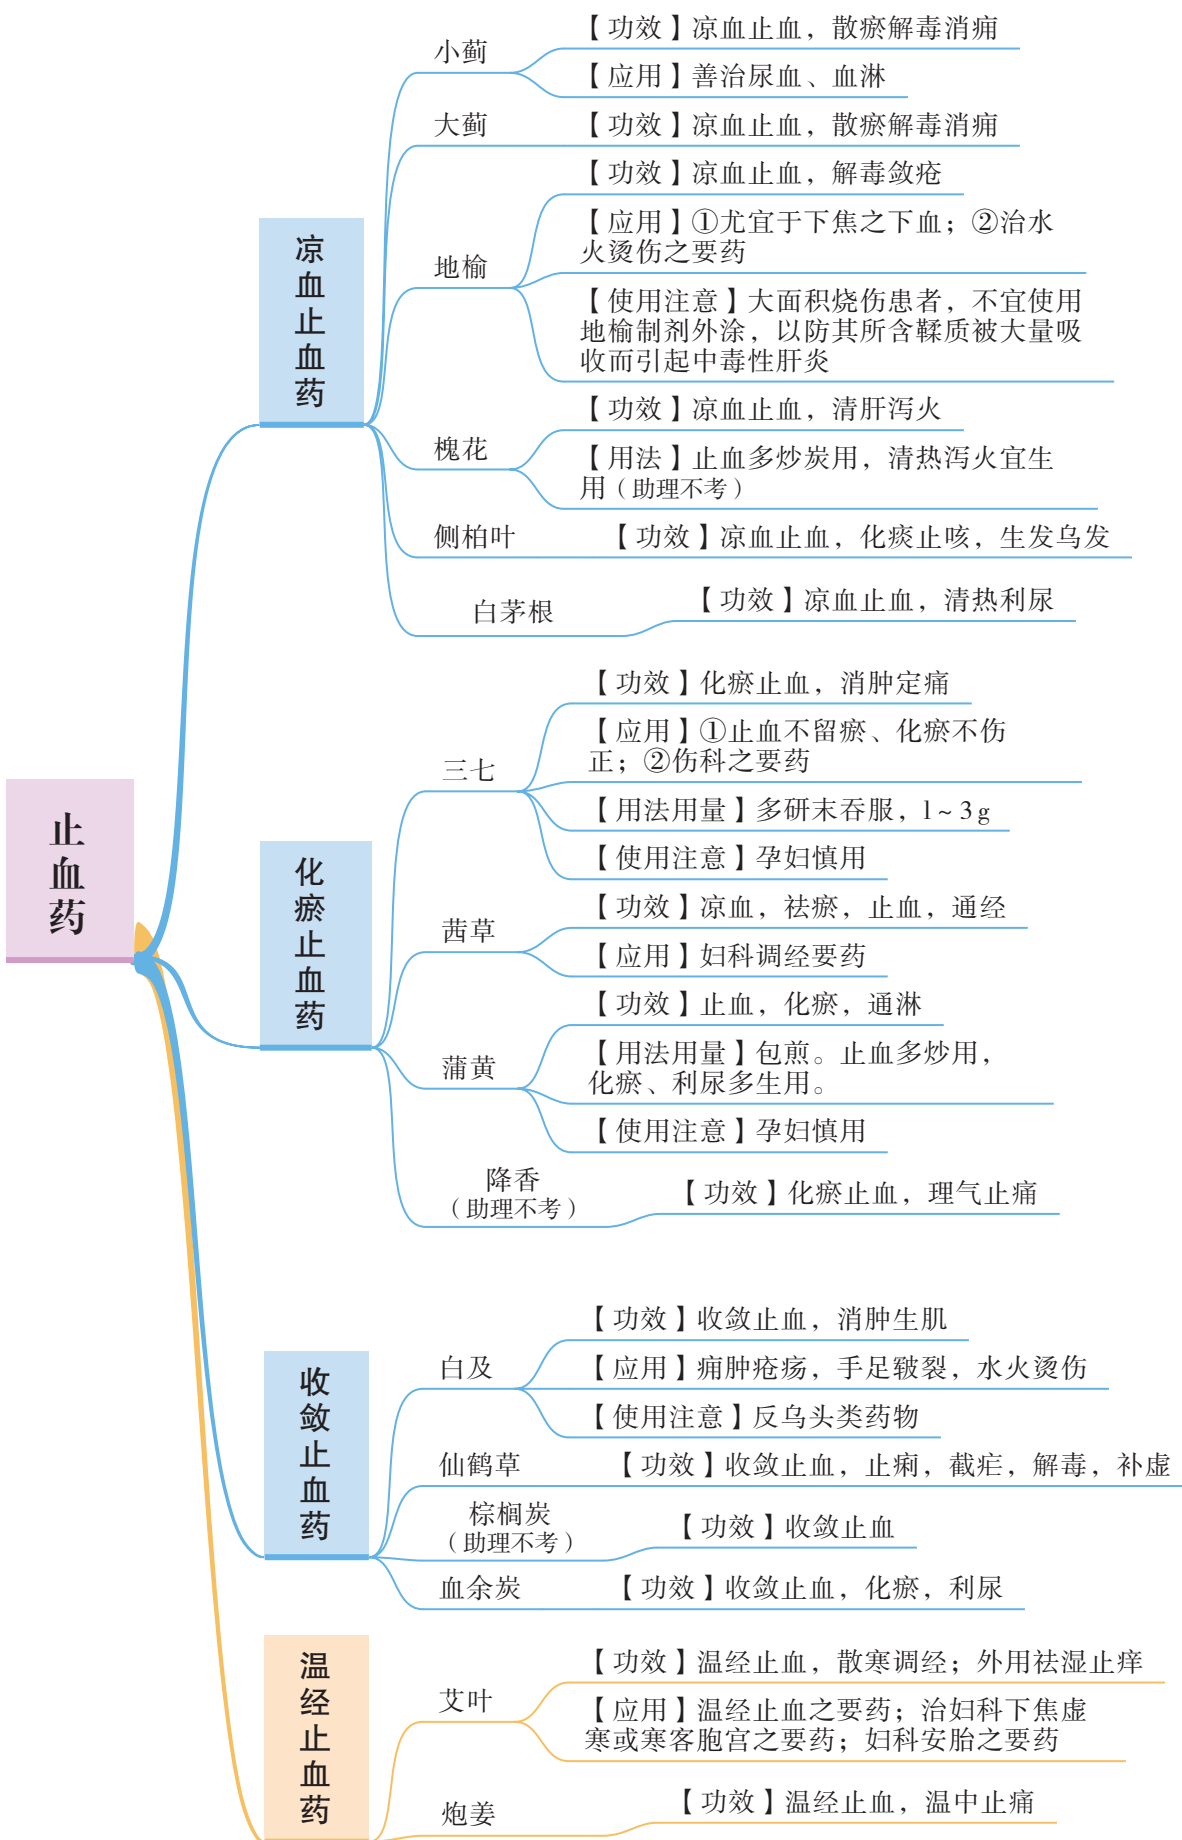 止血药
凉血止血药
小蓟
【功效】凉血止血，散瘀解毒消痈
【应用】善治尿血、血淋
大蓟
【功效】凉血止血，散瘀解毒消痈
地榆
【功效】凉血止血，解毒敛疮
【应用】①尤宜于下焦之下血；②治水
火烫伤之要药
【使用注意】大面积烧伤患者，不宜使用
地榆制剂外涂，以防其所含鞣质被大量吸
收而引起中毒性肝炎
槐花
【功效】凉血止血，清肝泻火
【用法】止血多炒炭用，清热泻火宜生
用（助理不考）
侧柏叶
【功效】凉血止血，化痰止咳，生发乌发
白茅根
【功效】凉血止血，清热利尿
化瘀止血药
三七
【功效】化瘀止血，消肿定痛
【应用】①止血不留瘀、化瘀不伤
正；②伤科之要药
【用法用量】多研末吞服，1~3g
【使用注意】孕妇慎用
茜草
【功效】凉血，祛瘀，止血，通经
【应用】妇科调经要药
蒲黄
【功效】止血，化瘀，通淋
【用法用量】包煎。止血多炒用，
化瘀、利尿多生用。
【使用注意】孕妇慎用
降香
（助理不考）
【功效】化瘀止血，理气止痛
收敛止血药
白及
【功效】收敛止血，消肿生肌
【应用】痈肿疮疡，手足皲裂，水火烫伤
【使用注意】反乌头类药物
仙鹤草
【功效】收敛止血，止痢，截疟，解毒，补虚
棕榈炭
（助理不考）
【功效】收敛止血
血余炭
【功效】收敛止血，化瘀，利尿
温经止血药
艾叶
【功效】温经止血，散寒调经；外用祛湿止痒
【应用】温经止血之要药；治妇科下焦虚
寒或寒客胞宫之要药；妇科安胎之要药
炮姜
【功效】温经止血，温中止痛